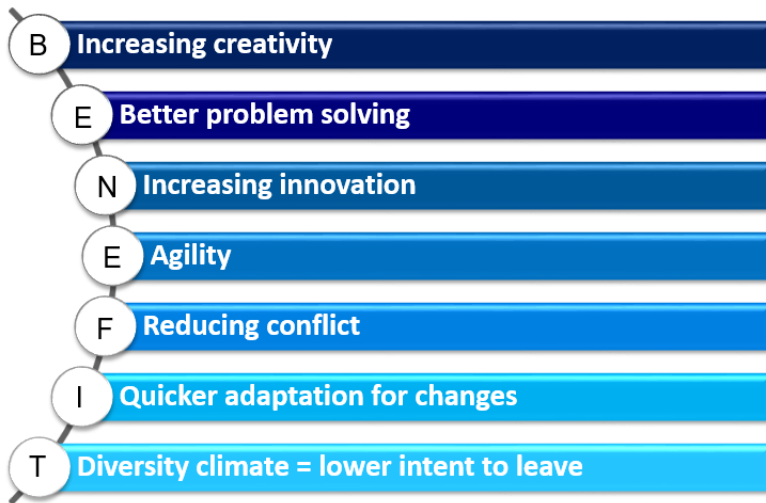 B Increasing creativity
E Better problem solving
N Increasing innovation
E Agility
F Reducing conflict
I Quicker adaptation for changes
T Diversity climate = lower intent to leave